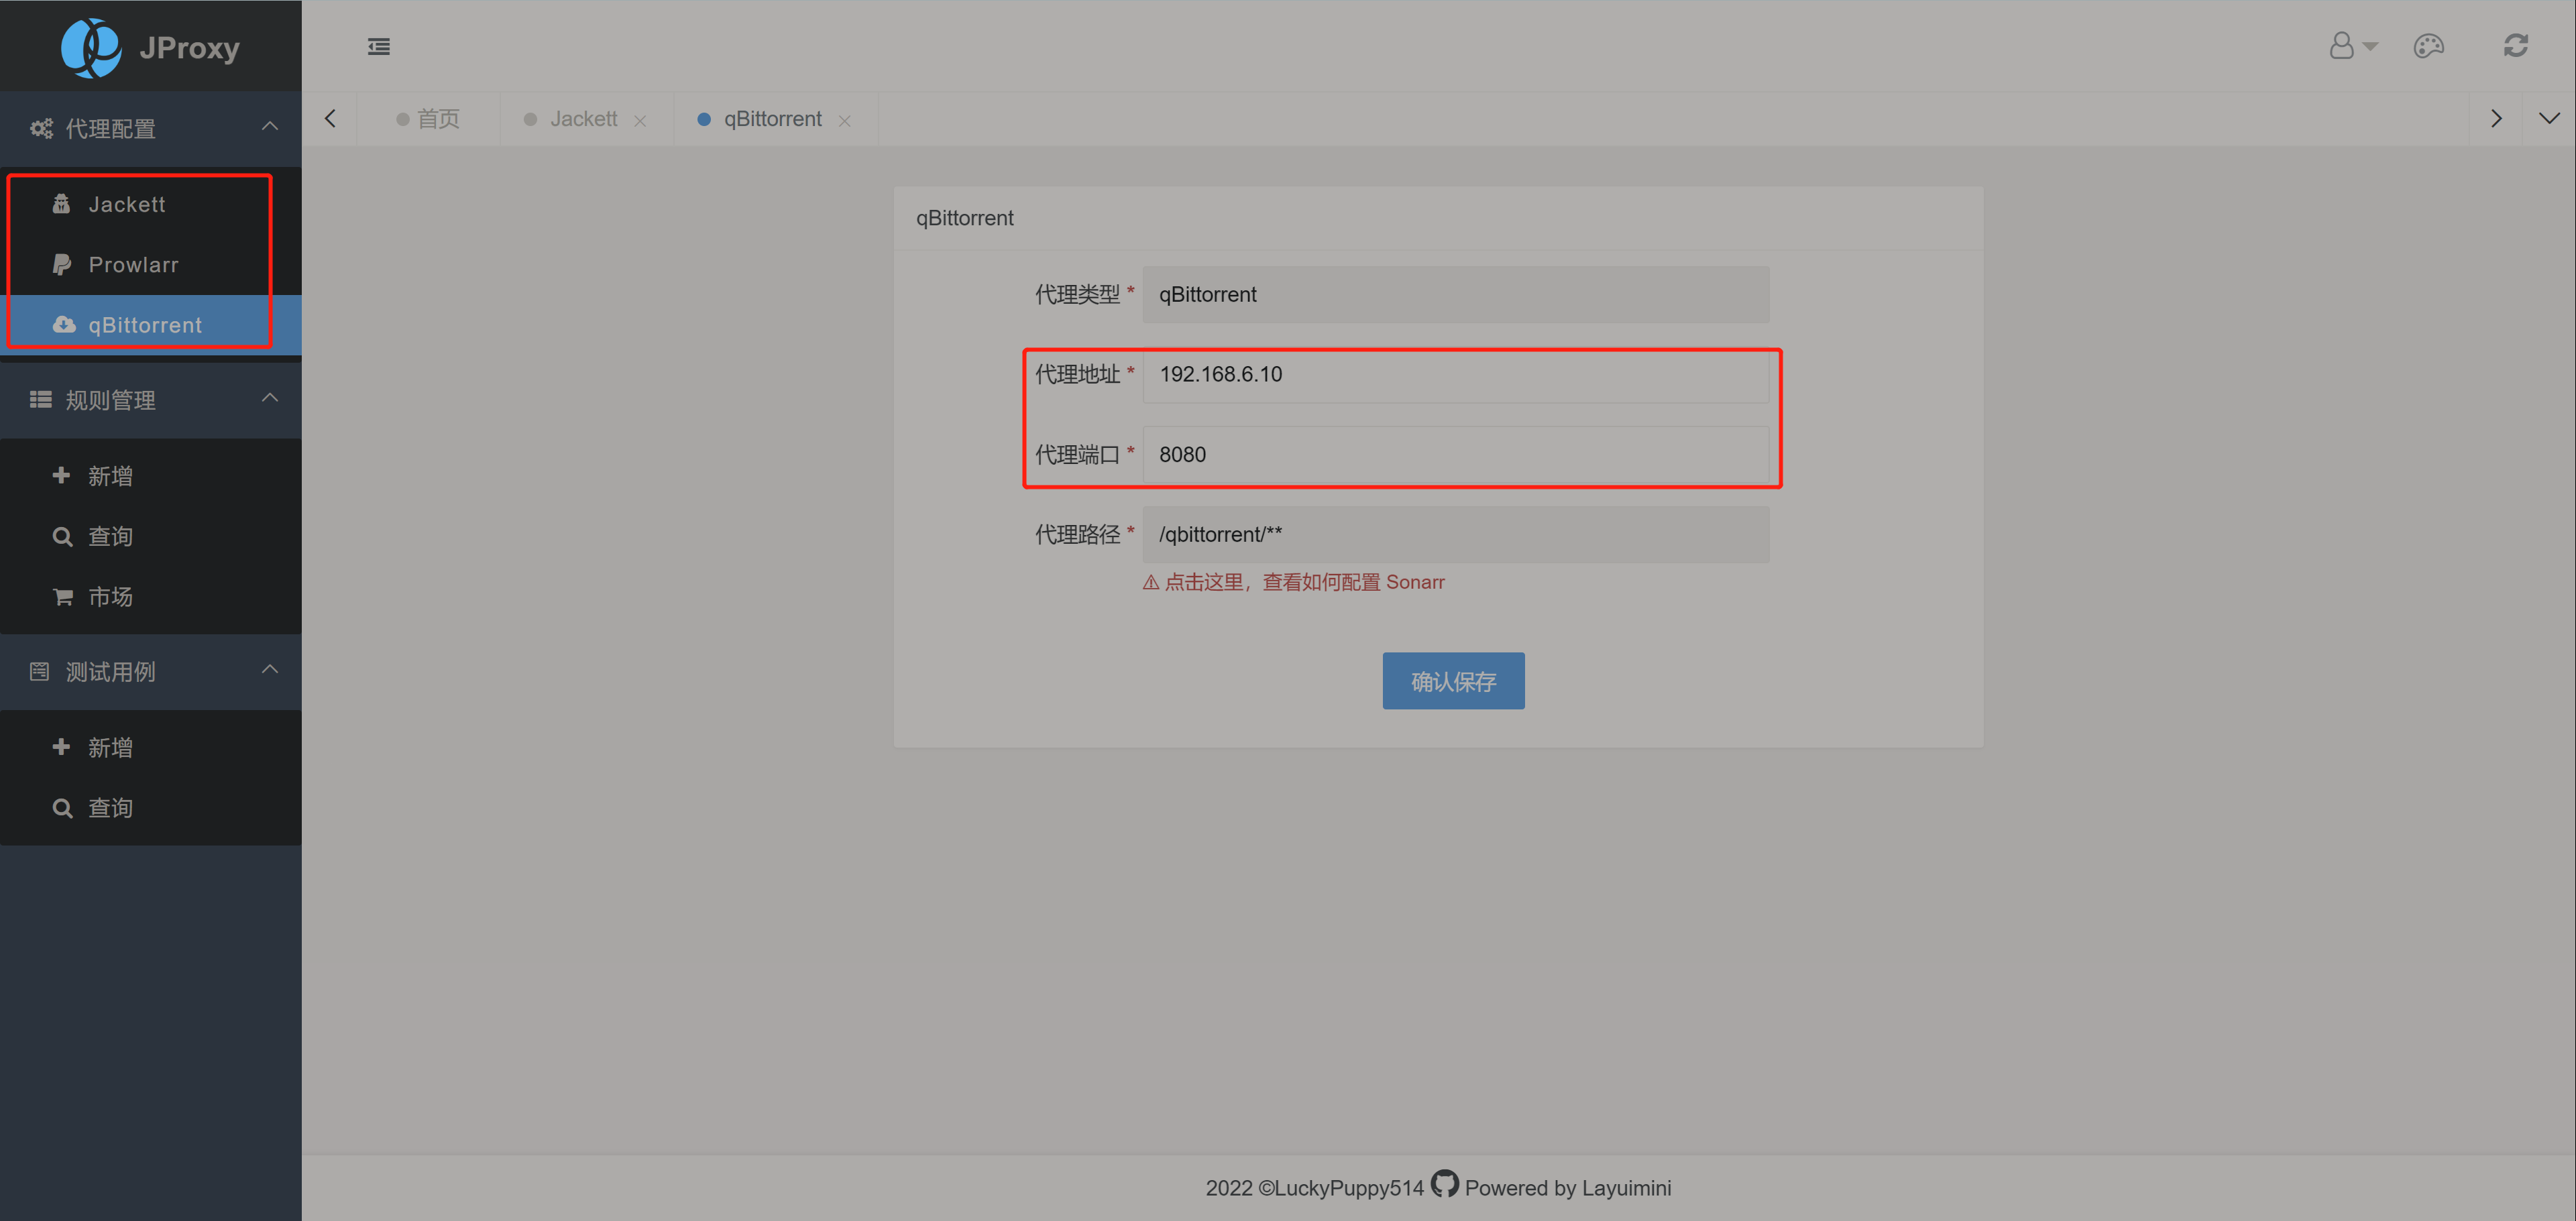 JProxy
代理配置
Jackett
Prowlarr
qBittorrent
规则管理
新增
查询
市场
测试用例
新增
查询
首页
Jackett
qBittorrent
qBittorrent
代理类型 * qBittorrent
代理地址 * 192.168.6.10
代理端口 * 8080
代理路径 * /qbittorrent/**
点击这里，查看如何配置 Sonarr
确认保存
2022 ©LuckyPuppy514 Powered by Layuimini